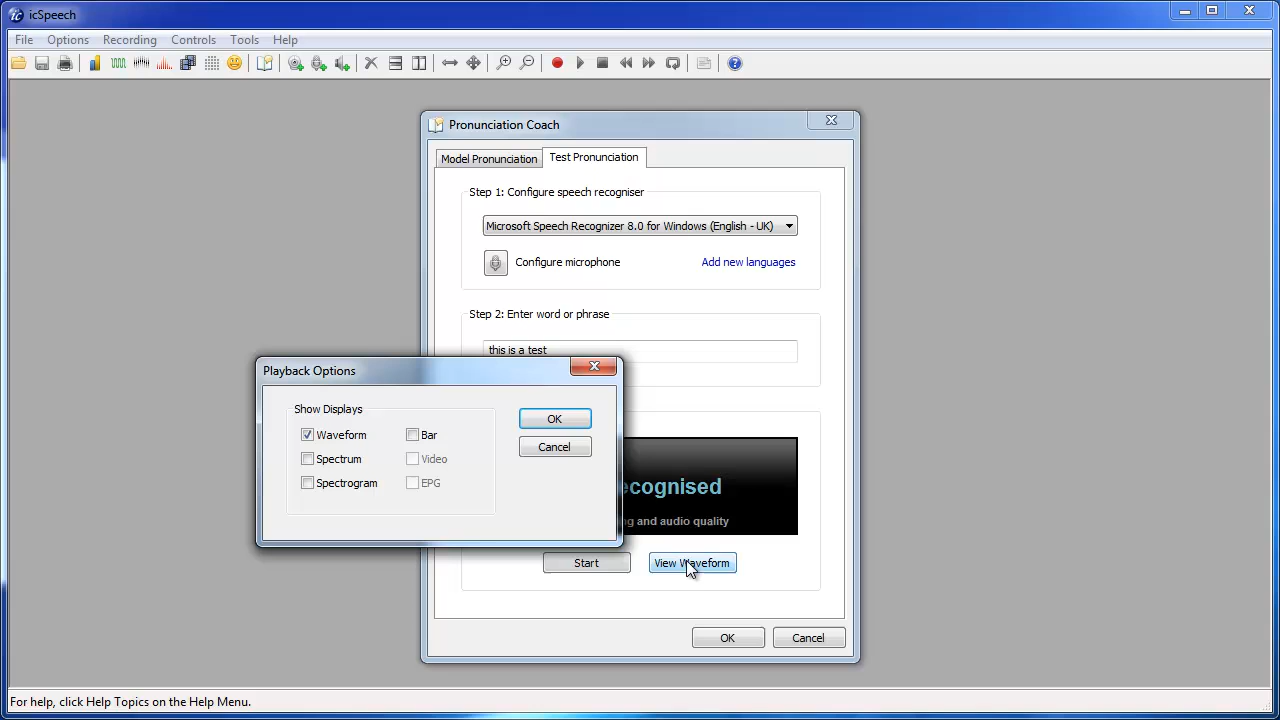 icSpeech
File Options Recording Controls Tools Help
Pronunciation Coach
Model Pronunciation Test Pronunciation
Step 1: Configure speech recogniser
Microsoft Speech Recognizer 8.0 for Windows (English - UK)
Configure microphone Add new languages
Step 2: Enter word or phrase
this is a test
Playback Options
Show Displays
Waveform Bar
Spectrum Video
Spectrogram EPG
OK
Cancel
ecognised
and audio quality
Start View Waveform
OK Cancel
For help, click Help Topics on the Help Menu.